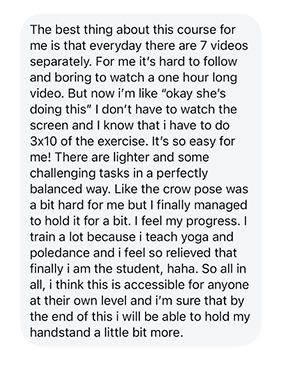 The best thing about this course for
me is that everyday there are 7 videos
separately. For me it's hard to follow
and boring to watch a one hour long
video. But now i'm like “okay she's
doing this” I don't have to watch the
screen and I know that i have to do
3x10 of the exercise. It's so easy for
me! There are lighter and some
challenging tasks in a perfectly
balanced way. Like the crow pose was
a bit hard for me but I finally managed
to hold it for a bit. I feel my progress. I
train a lot because i teach yoga and
poledance and i feel so relieved that
finally i am the student, haha. So all in
all, i think this is accessible for anyone
at their own level and i'm sure that by
the end of this i will be able to hold my
handstand a little bit more.